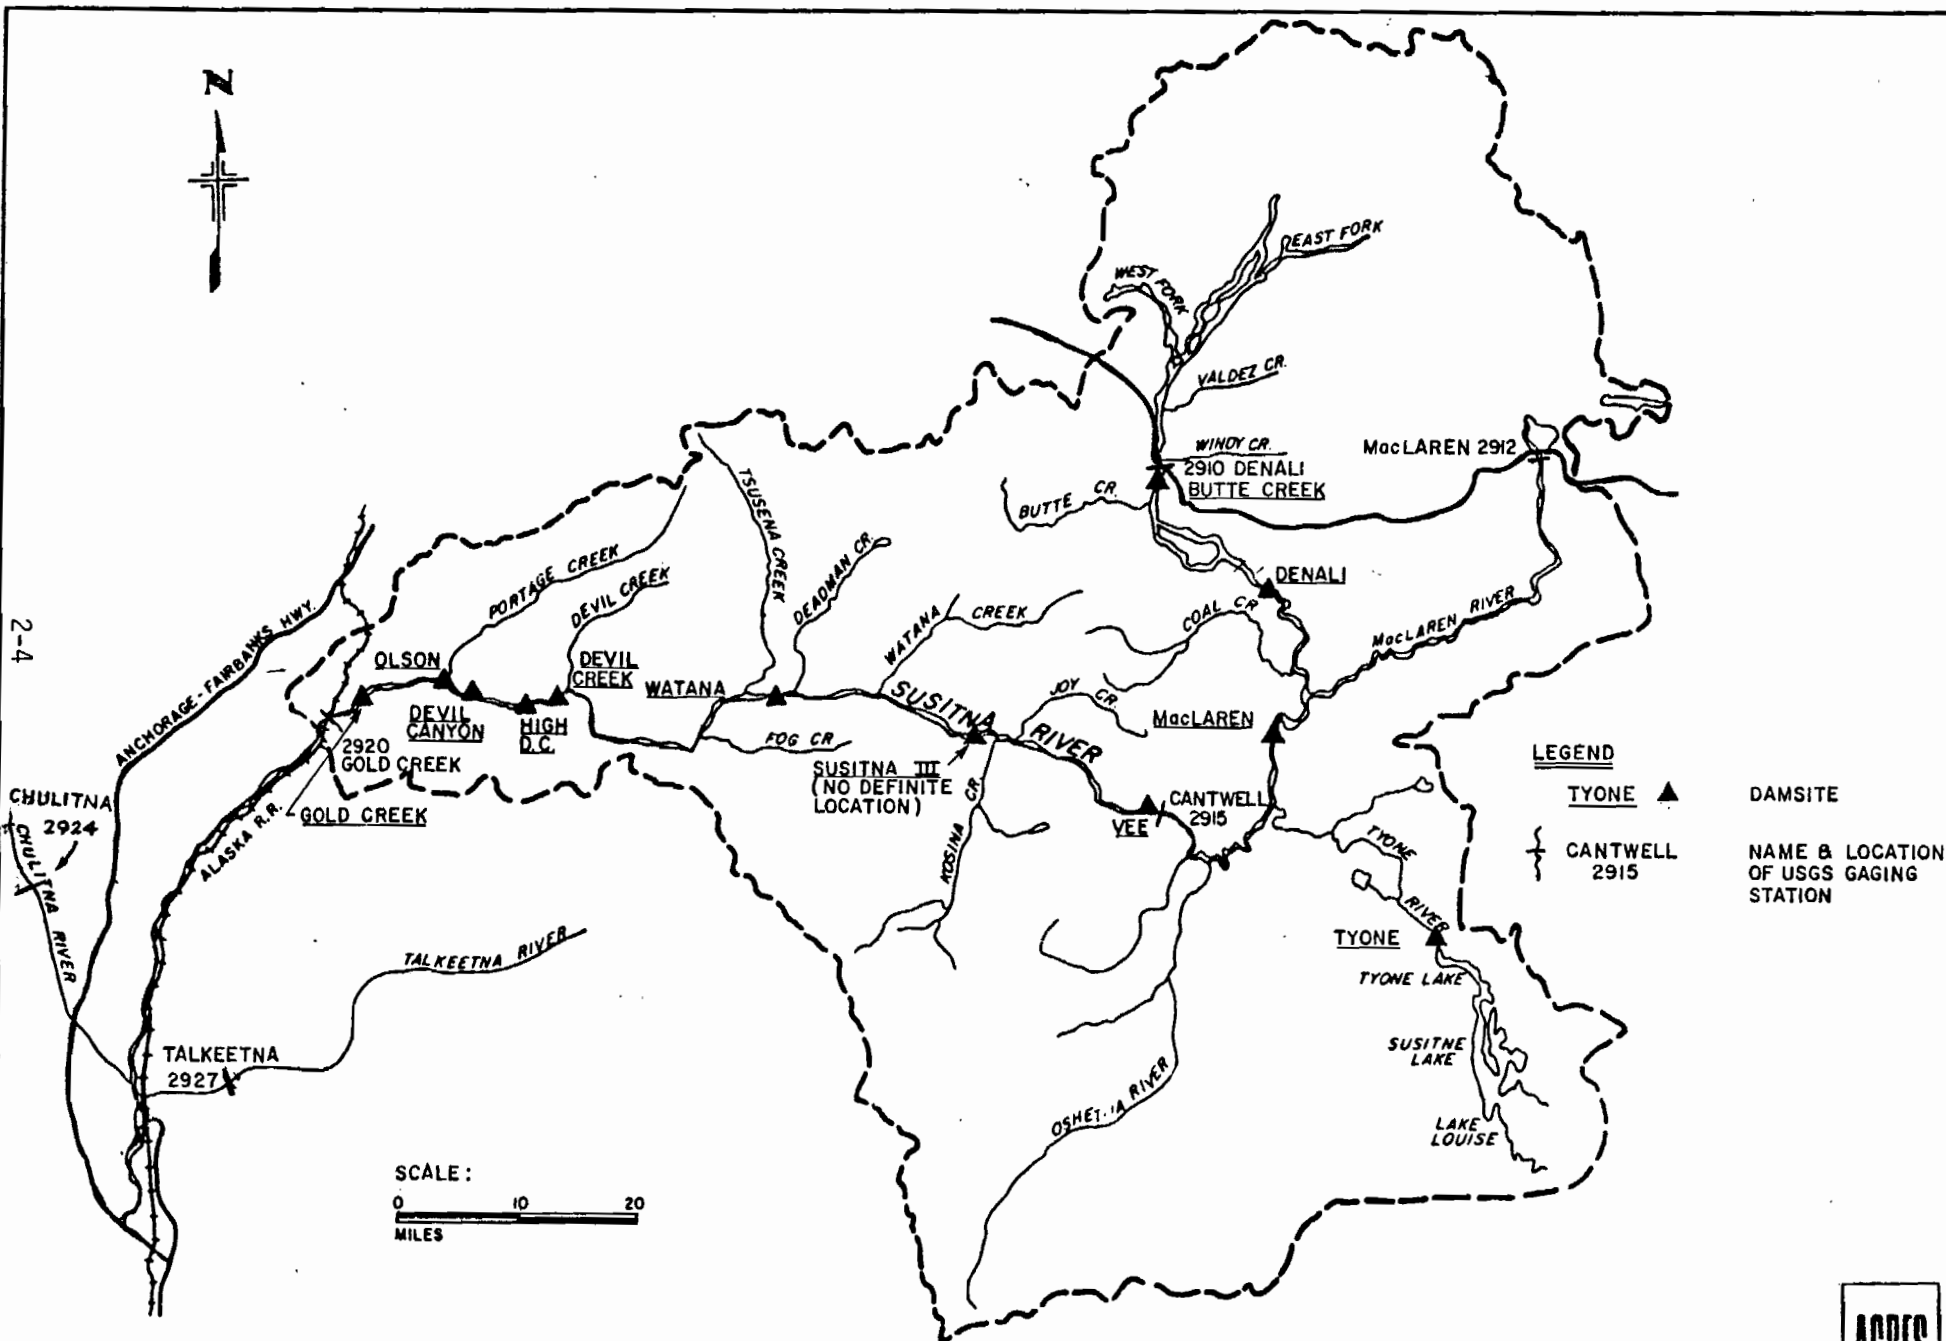 N
EAST FORK
WEST FORK
VALDEZ CR.
WINDY CR.
MacLAREN 2912
2910 DENALI
BUTTE CREEK
BUTTE CR.
TSUSENA CREEK
DEADMAN CR.
PORTAGE CREEK
DEVIL CREEK
WATANA CREEK
COAL CR
DENALI
MacLAREN RIVER
ANCHORAGE - FAIRBANKS HWY.
2-4
OLSON
DEVIL
CREEK
WATANA
SUSITNA RIVER
JOY CR.
MacLAREN
DEVIL
CANYON
HIGH
D.C.
FOG CR
2920
GOLD CREEK
SUSITNA III
(NO DEFINITE
LOCATION)
LEGEND
TYONE
DAMSITE
CANTWELL
2915
VEE
CHULITNA
2924
GOLD CREEK
ALASKA R.R.
CHULITNA RIVER
KOSINA CR.
TYONE RIVER
CANTWELL
2915
NAME & LOCATION
OF USGS GAGING
STATION
TYONE
TALKEETNA RIVER
TYONE LAKE
SUSITNE
LAKE
TALKEETNA
2927
RIVER
LAKE
LOUISE
SCALE:
0 10 20
MILES
ACRES